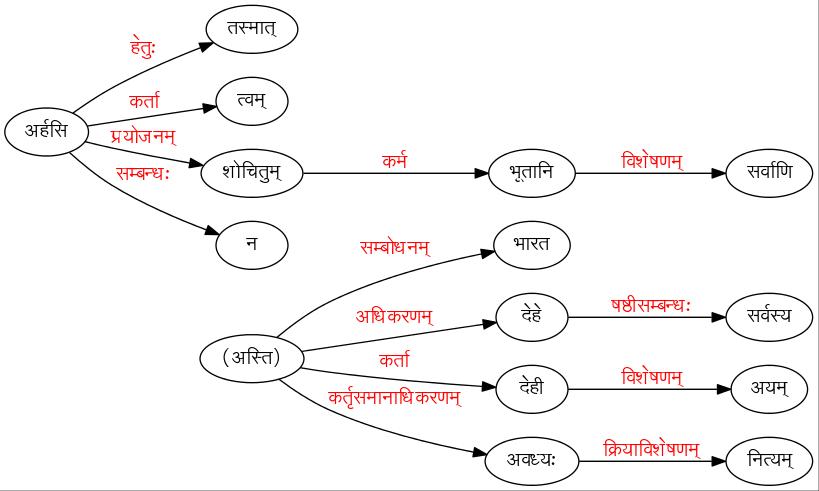 तस्मात्
हेतुः
कर्ता
त्वम्
अर्हसि
प्रयोजनम्
शोचितुम्
कर्म
भूतानि
विशेषणम्
सर्वाणि
सम्बन्धः
न
सम्बोधनम्
भारत
अधिकरणम्
देहे
षष्ठीसम्बन्धः
सर्वस्य
(अस्ति)
कर्ता
देही
विशेषणम्
अयम्
कर्तृसमानाधिकरणम्
अवध्यः
क्रियाविशेषणम्
नित्यम्